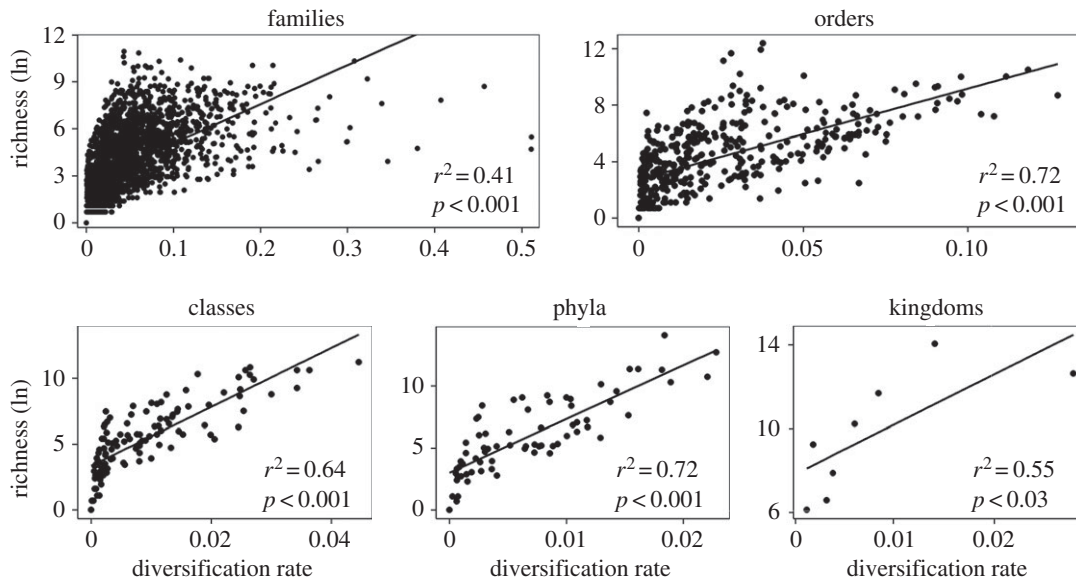 families
orders
richness (ln)
12
9
6
3
0
r² = 0.41
p < 0.001
0
0.1
0.2
0.3
0.4
0.5
12
8
4
0
r² = 0.72
p < 0.001
0
0.05
0.10
classes
phyla
kingdoms
richness (ln)
10
5
0
r² = 0.64
p < 0.001
0
0.02
0.04
diversification rate
10
5
0
r² = 0.72
p < 0.001
0
0.01
0.02
diversification rate
14
10
8
6
r² = 0.55
p < 0.03
0
0.01
0.02
diversification rate